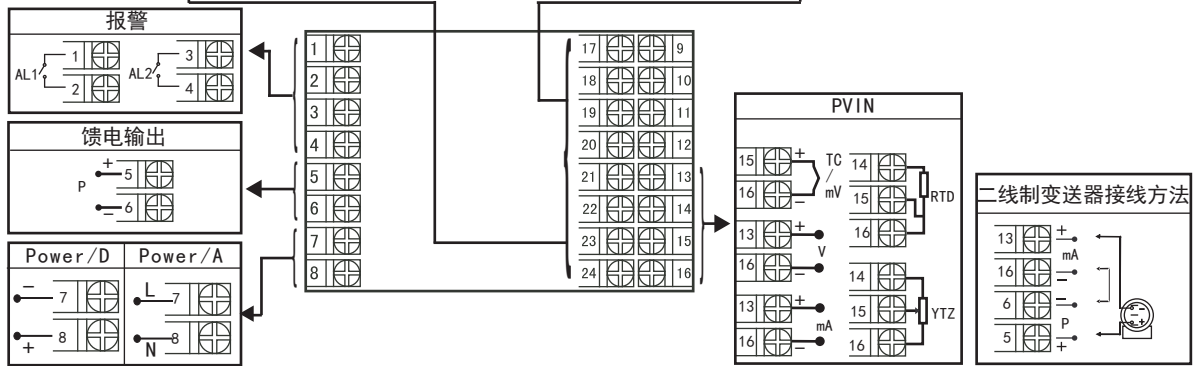 报警
AL1
1
2
AL2
3
4
馈电输出
P
+ 5
− 6
Power/D
Power/A
− 7
+ 8
L 7
N 8
1
2
3
4
5
6
7
8
17 9
18 10
19 11
20 12
21 13
22 14
23 15
24 16
PVIN
15 +
16 −
TC
/
mV
13 +
16 −
V
13 +
16 −
mA
14
15
16
RTD
14
15
16
YTZ
二线制变送器接线方法
13 +
mA
16 −
6 −
P
5 +
− +